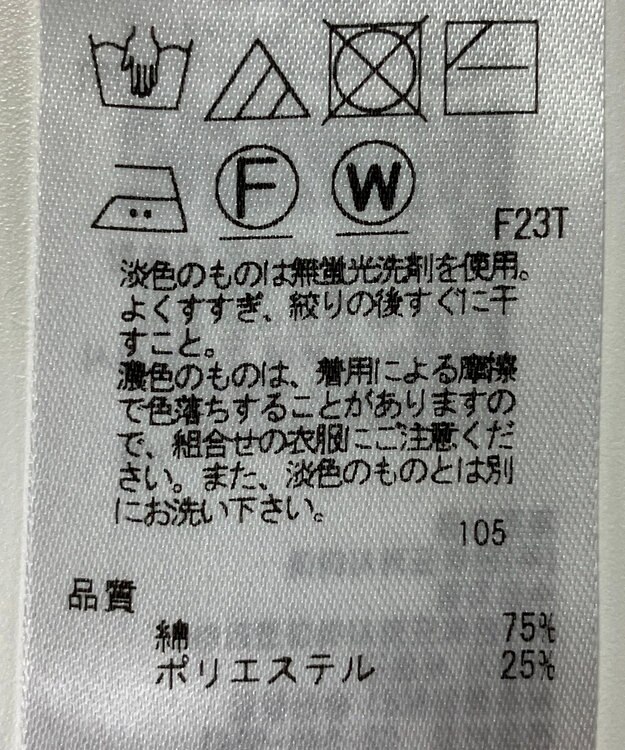 F
W
F23T
淡色のものは無蛍光洗剤を使用。
よくすすぎ、絞りの後すぐに干
すこと。
濃色のものは、着用による摩擦
で色落ちすることがありますの
で、組合せの衣服にご注意くだ
さい。また、淡色のものとは別
にお洗い下さい。
105
品質
綿 75%
ポリエステル 25%